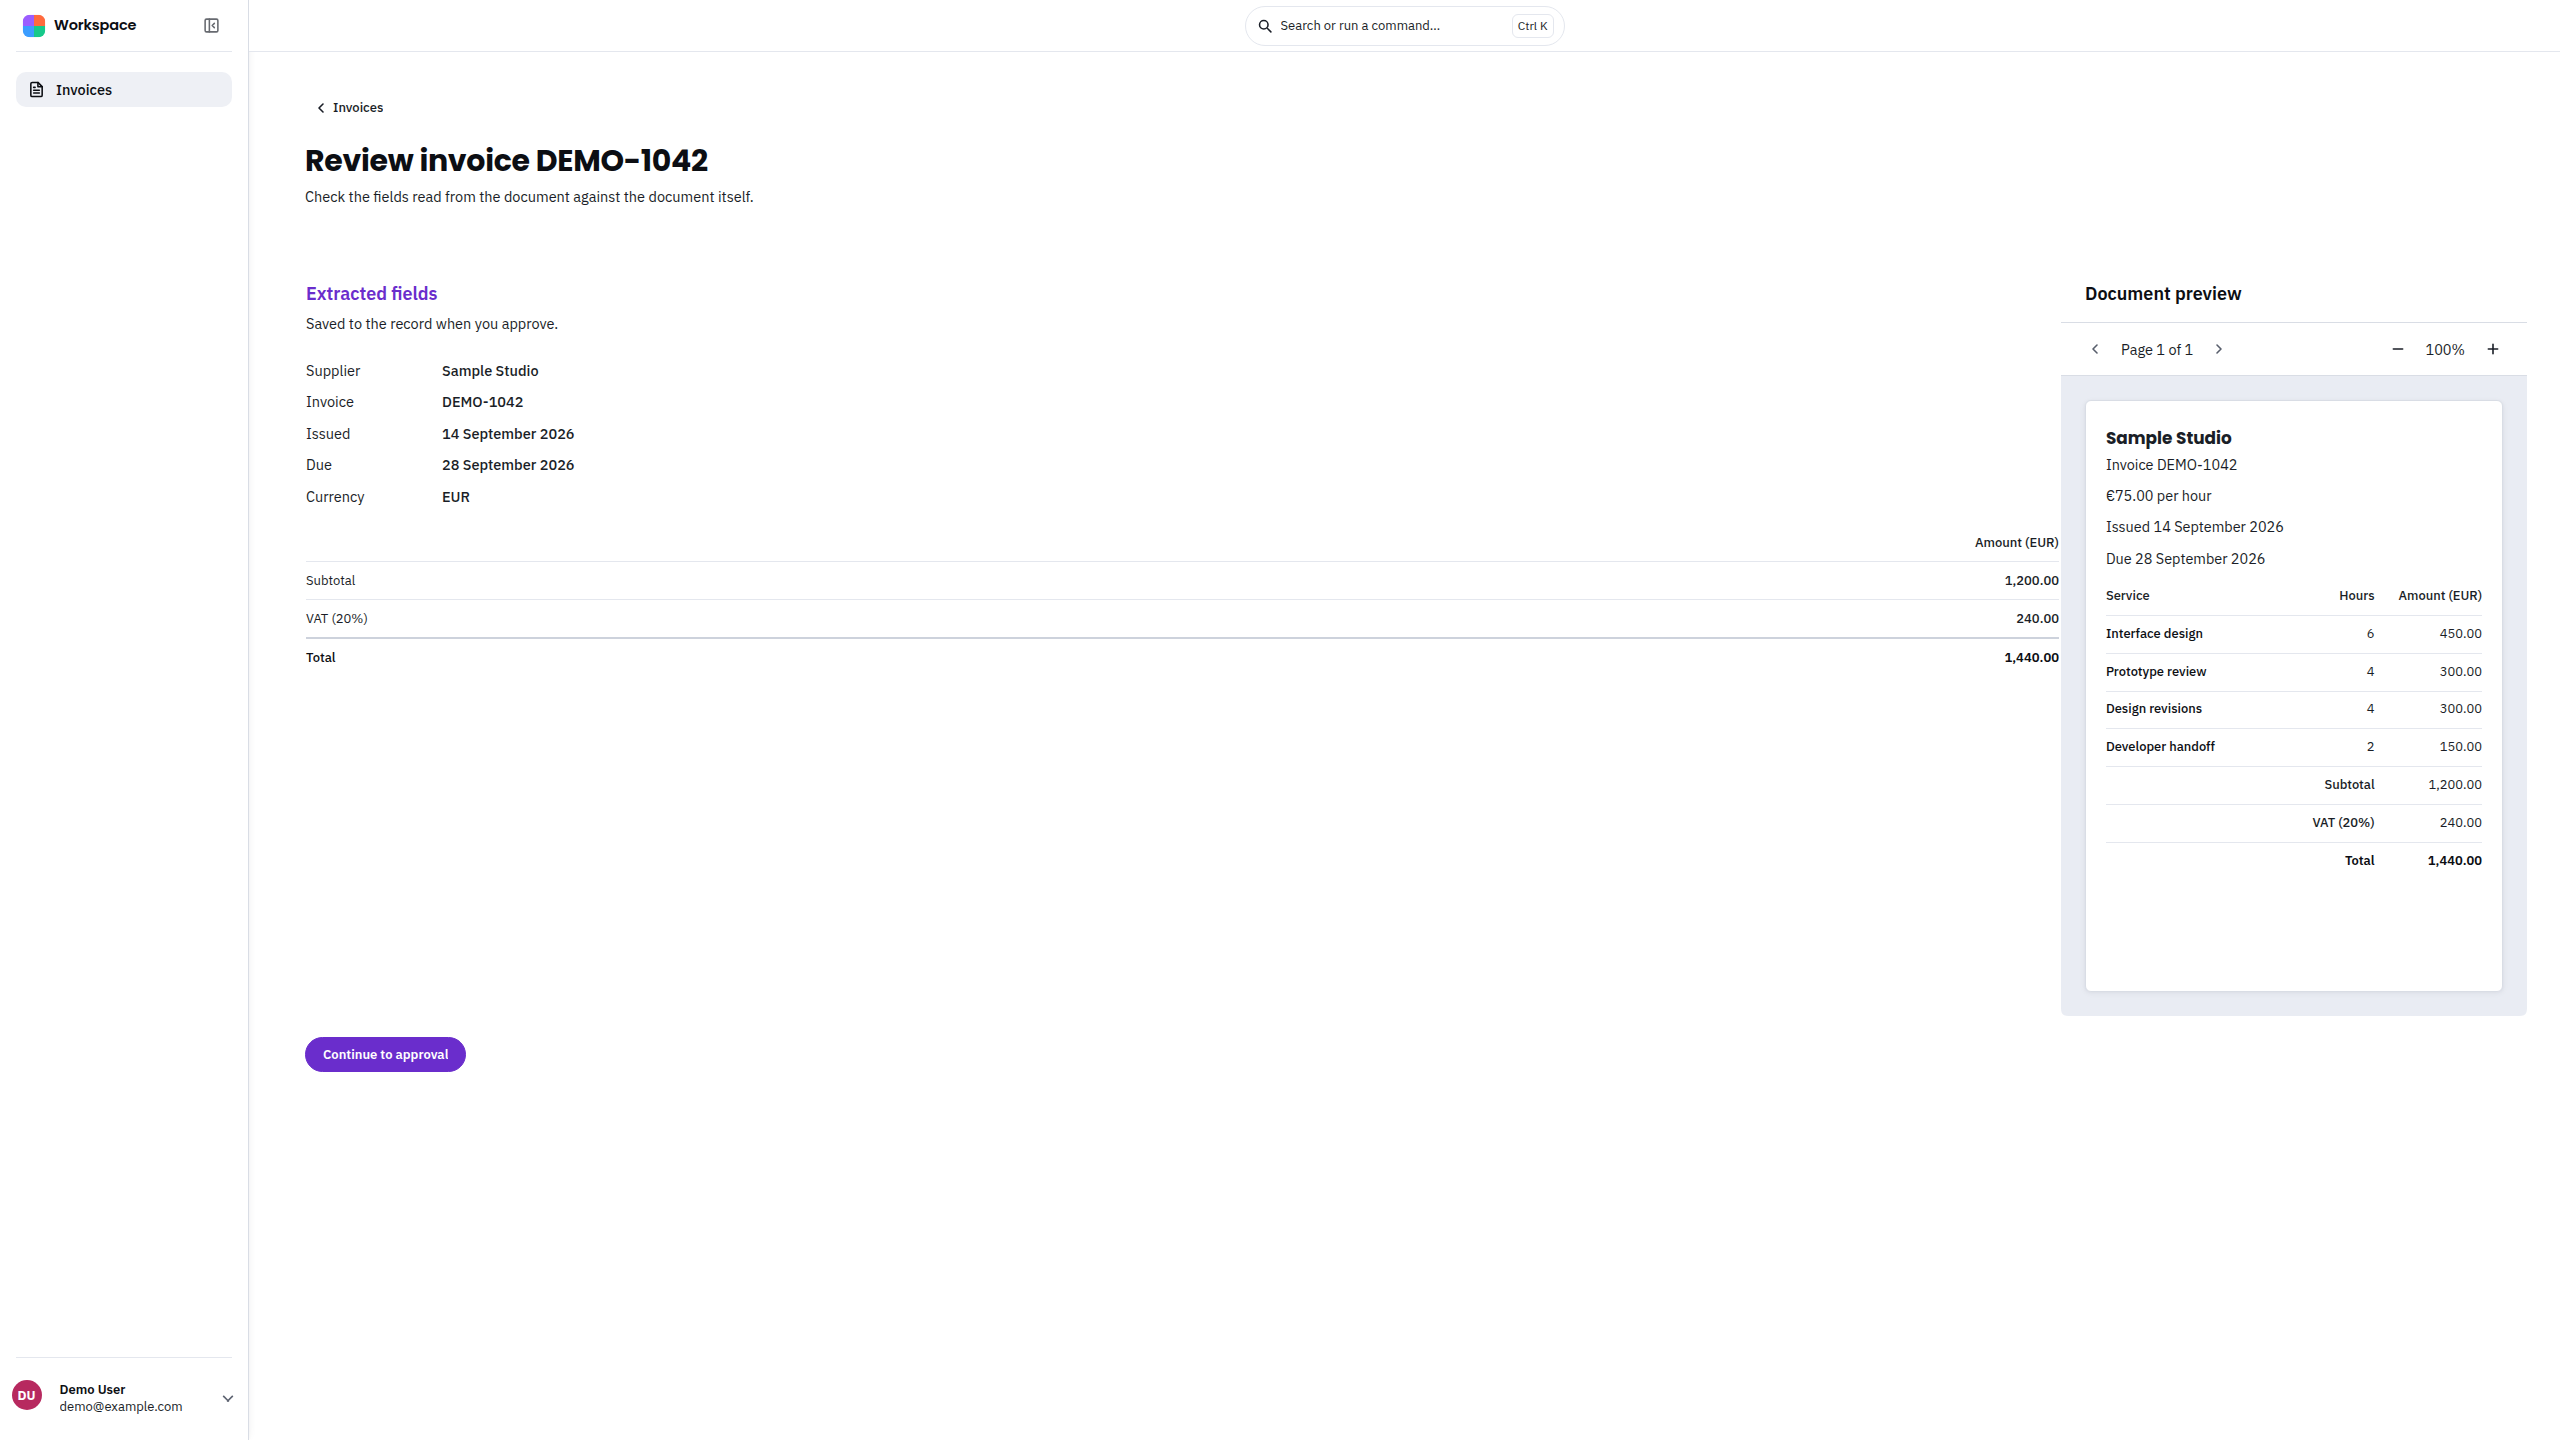 Workspace
Search or run a command...
Ctrl K
Invoices
Invoices
Review invoice DEMO-1042
Check the fields read from the document against the document itself.
Extracted fields
Saved to the record when you approve.
Supplier Sample Studio
Invoice DEMO-1042
Issued 14 September 2026
Due 28 September 2026
Currency EUR
Amount (EUR)
Subtotal 1,200.00
VAT (20%) 240.00
Total 1,440.00
Continue to approval
Document preview
Page 1 of 1
100%
Sample Studio
Invoice DEMO-1042
€75.00 per hour
Issued 14 September 2026
Due 28 September 2026
Service Hours Amount (EUR)
Interface design 6 450.00
Prototype review 4 300.00
Design revisions 4 300.00
Developer handoff 2 150.00
Subtotal 1,200.00
VAT (20%) 240.00
Total 1,440.00
DU
Demo User
demo@example.com